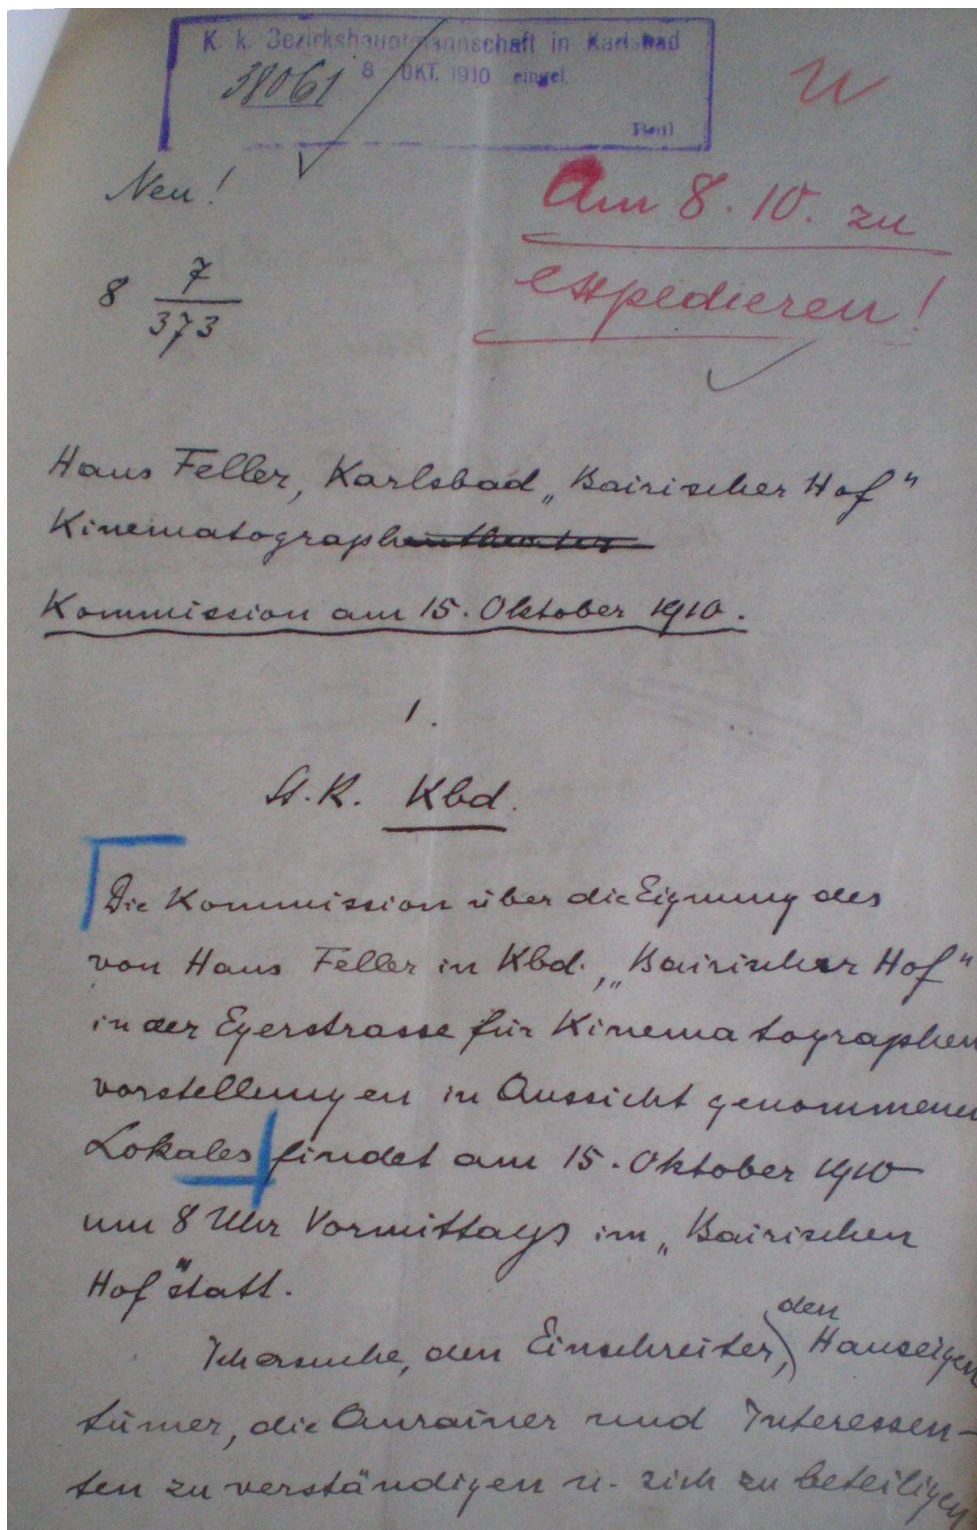 K. k. Bezirkshauptmannschaft in Karlsbad
8 OKT. 1910 eingel.
38061
Beil
Neu!
Am 8. 10. zu
expedieren!
8 7/373
Hans Feller, Karlsbad „Bairischer Hof"
Kinematographentheater
Kommission am 15. Oktober 1910.
1.
St. R. Kbd.
Die Kommission über die Eignung des
von Hans Feller in Kbd., „Bairischer Hof"
in der Egerstrasse für Kinematographen
vorstellungen in Aussicht genommenen
Lokales findet am 15. Oktober 1910
um 8 Uhr Vormittags im „Bairischen
Hof" statt.
Ich ersuche, den Einschreiter, den Hauseigen
tümer, die Anrainer und Interessen-
ten zu verständigen u. sich zu beteiligen